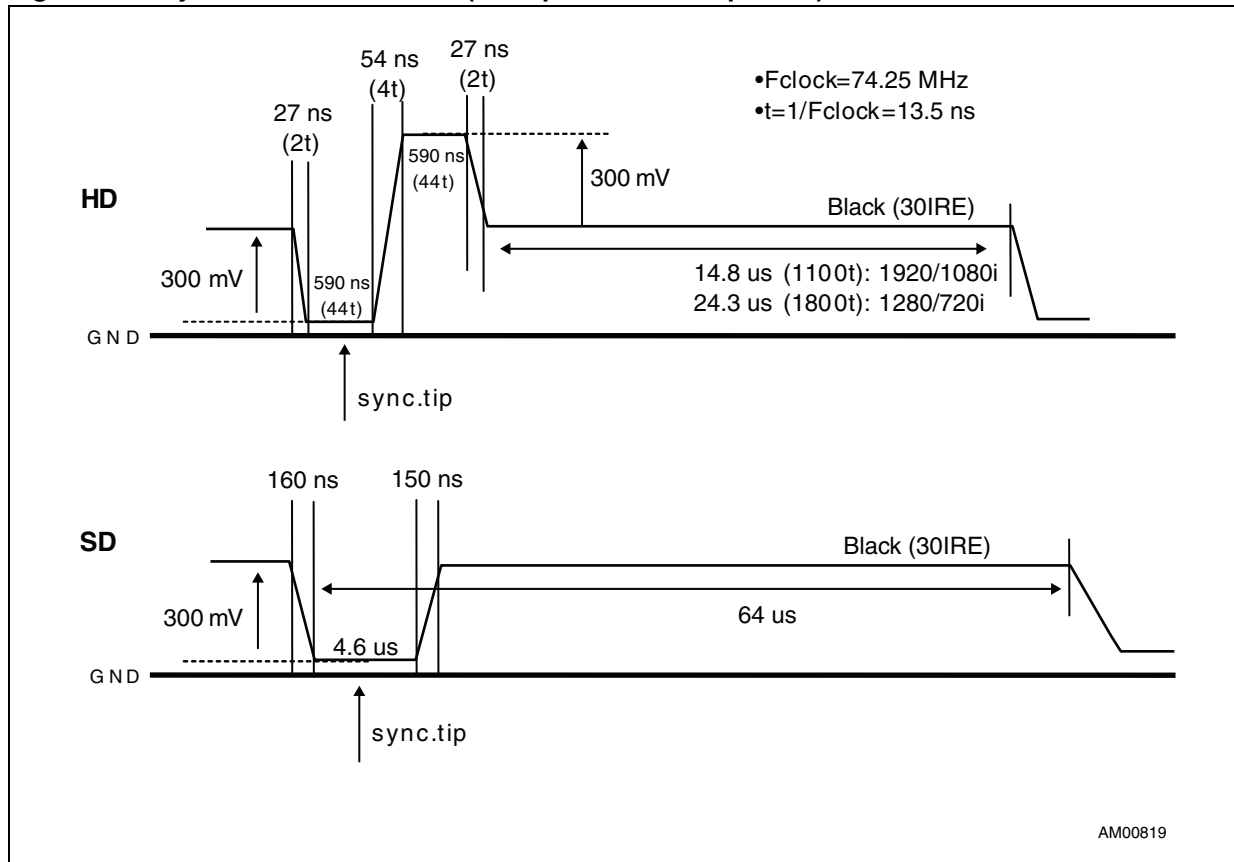 54 ns
(4t)
27 ns
(2t)
27 ns
(2t)
•Fclock=74.25 MHz
•t=1/Fclock=13.5 ns
590 ns
(44t)
300 mV
HD
Black (30IRE)
300 mV
590 ns
(44t)
14.8 us (1100t): 1920/1080i
24.3 us (1800t): 1280/720i
GND
sync.tip
160 ns
150 ns
SD
Black (30IRE)
300 mV
64 us
4.6 us
GND
sync.tip
AM00819